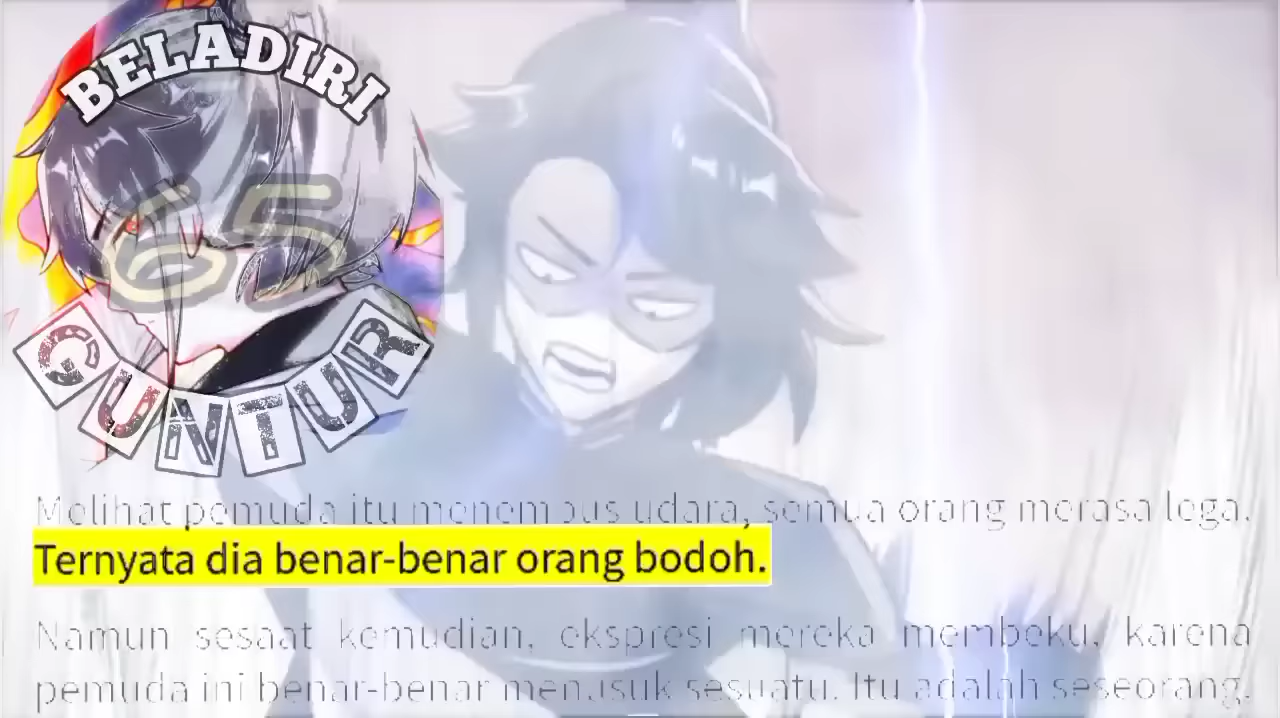 BELADIRI
65
GUNTUR
Melihat pemuda itu menembus udara, semua orang merasa lega.
Ternyata dia benar-benar orang bodoh.
Namun sesaat kemudian, ekspresi mereka membeku, karena
pemuda ini benar-benar menusuk sesuatu. Itu adalah seseorang.